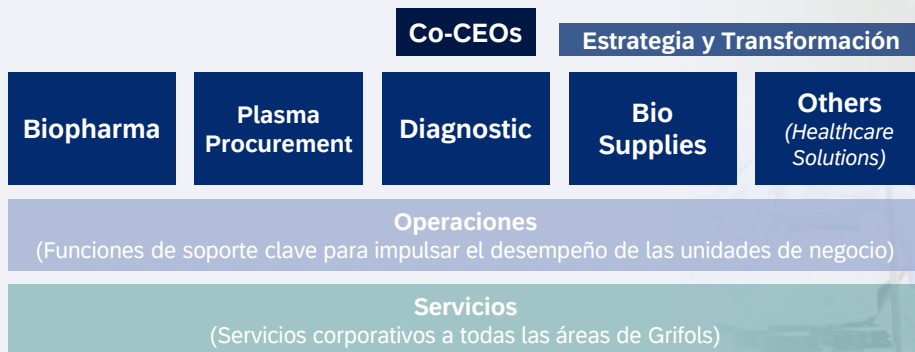 Co-CEOs
Estrategia y Transformación
Biopharma
Plasma
Procurement
Diagnostic
Bio
Supplies
Others
(Healthcare
Solutions)
Operaciones
(Funciones de soporte clave para impulsar el desempeño de las unidades de negocio)
Servicios
(Servicios corporativos a todas las áreas de Grifols)